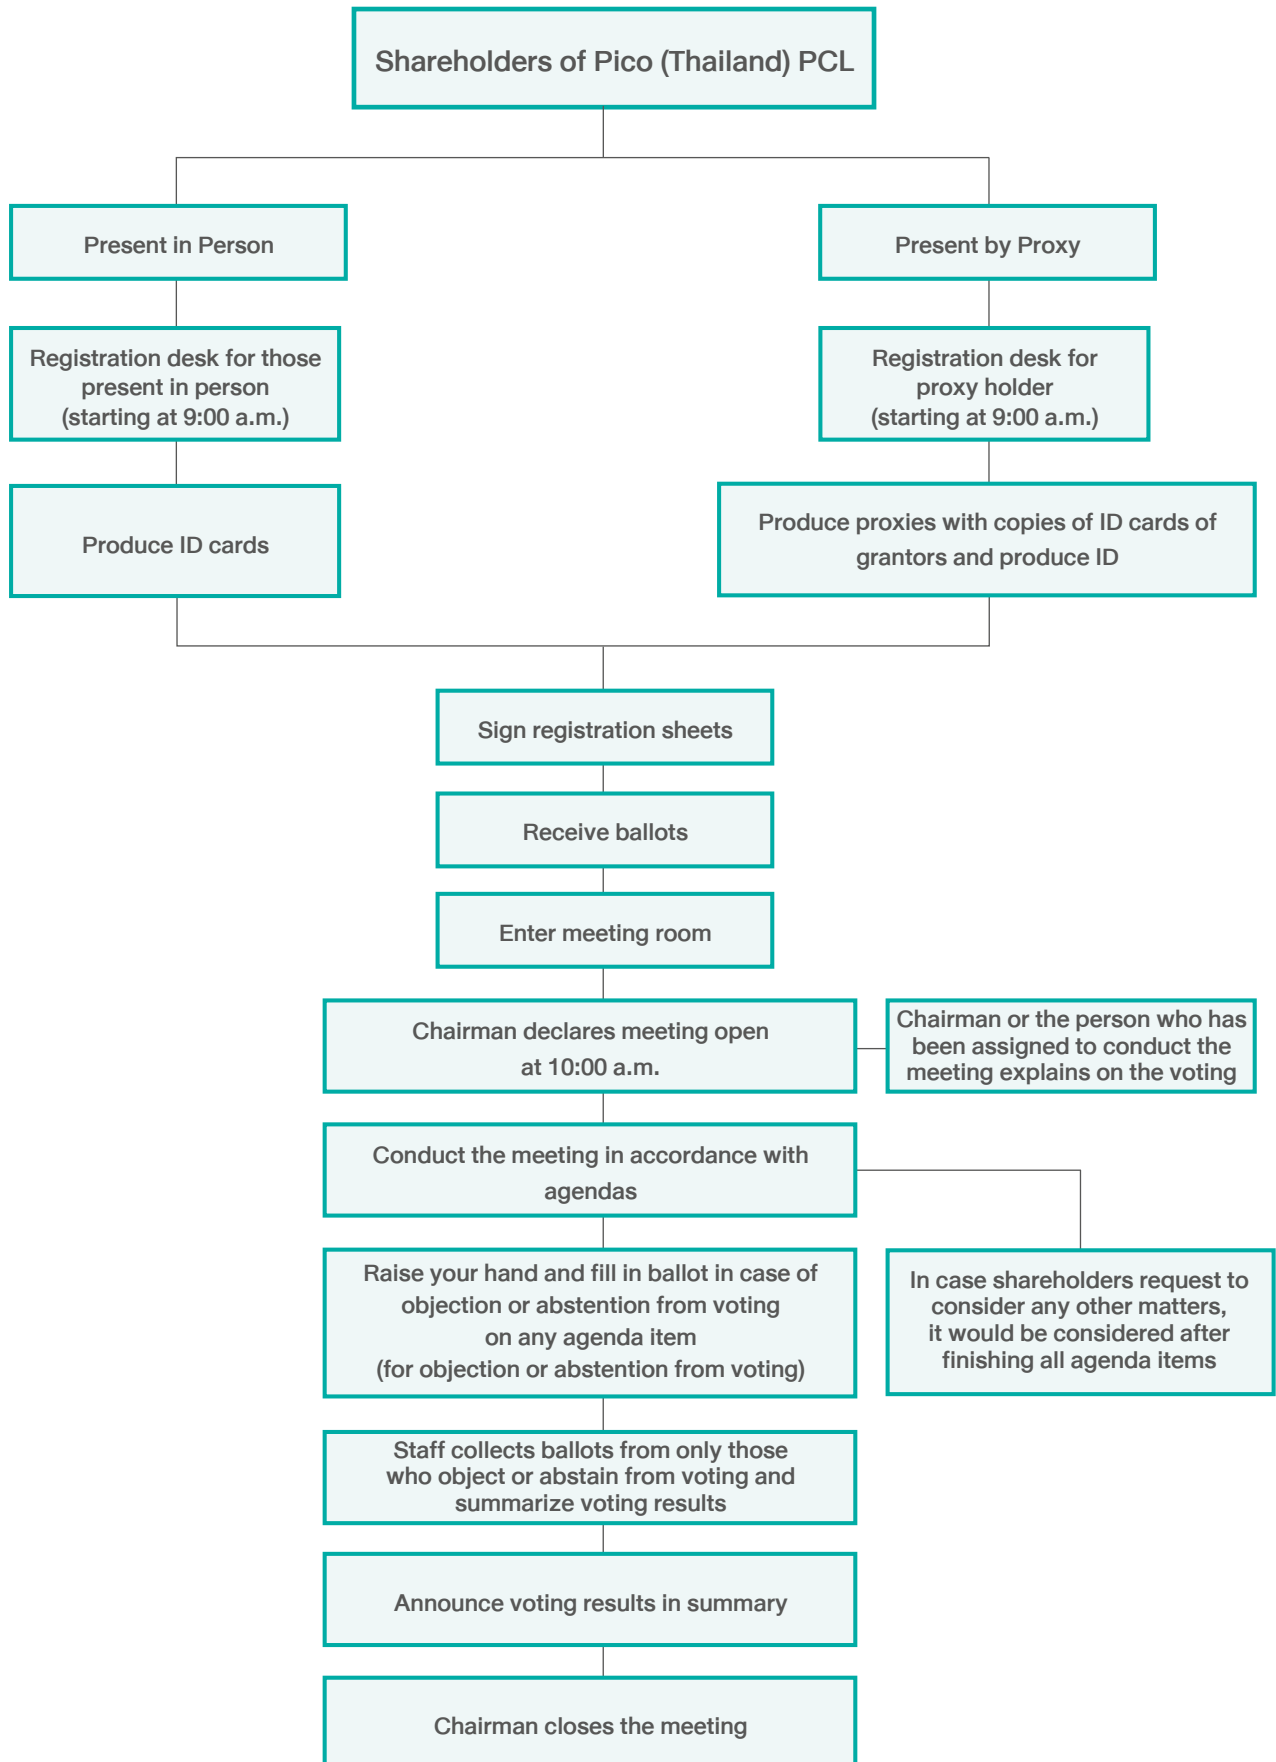 Shareholders of Pico (Thailand) PCL
Present in Person
Present by Proxy
Registration desk for those
present in person
(starting at 9:00 a.m.)
Registration desk for
proxy holder
(starting at 9:00 a.m.)
Produce ID cards
Produce proxies with copies of ID cards of
grantors and produce ID
Sign registration sheets
Receive ballots
Enter meeting room
Chairman declares meeting open
at 10:00 a.m.
Chairman or the person who has
been assigned to conduct the
meeting explains on the voting
Conduct the meeting in accordance with
agendas
Raise your hand and fill in ballot in case of
objection or abstention from voting
on any agenda item
(for objection or abstention from voting)
In case shareholders request to
consider any other matters,
it would be considered after
finishing all agenda items
Staff collects ballots from only those
who object or abstain from voting and
summarize voting results
Announce voting results in summary
Chairman closes the meeting